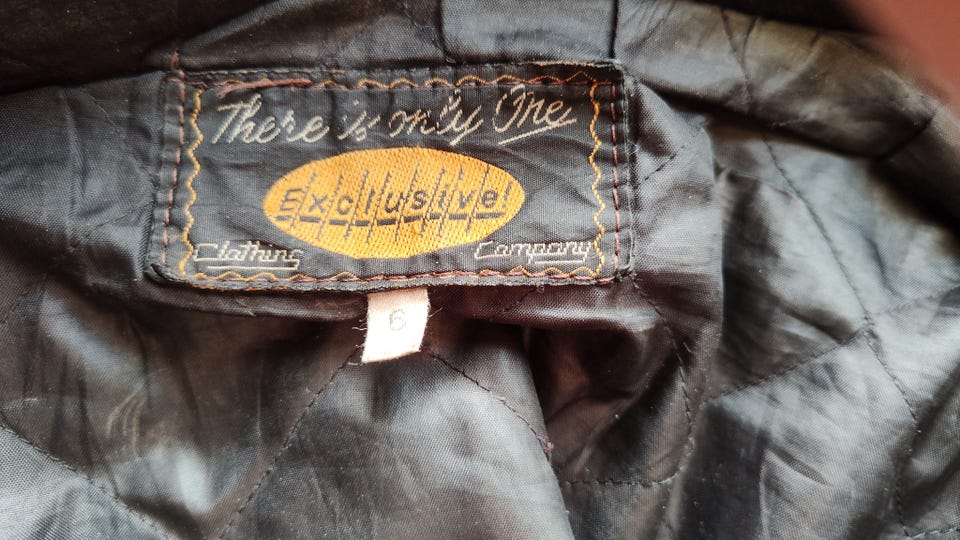 There is only One
Exclusive!
Clothing Company
6